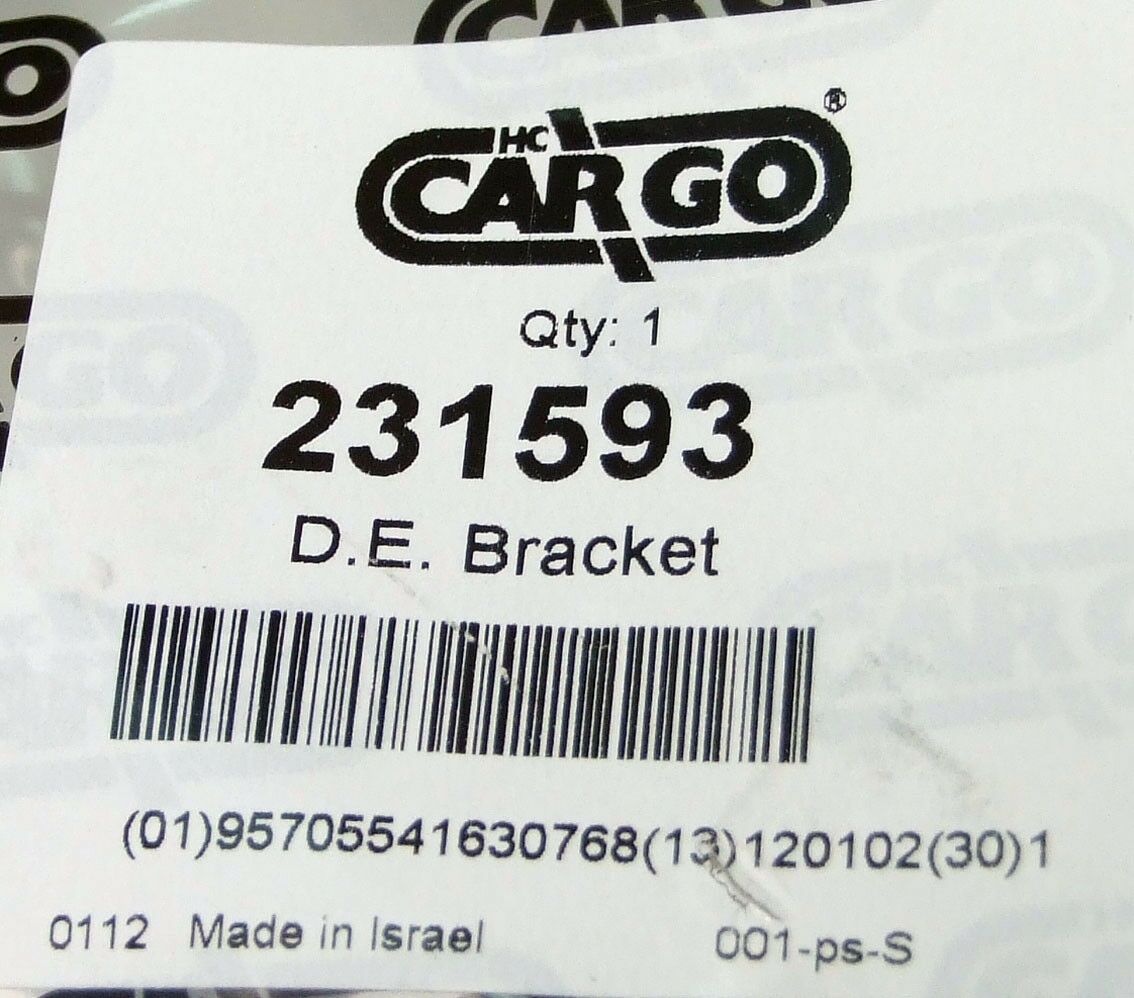 HC
CARGO®
Qty: 1
231593
D.E. Bracket
(01)95705541630768(13)120102(30)1
0112 Made in Israel
001-ps-S